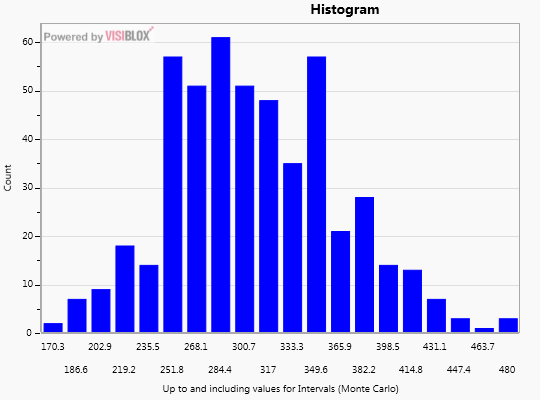 Histogram
Powered by VISIBLOX
60
50
40
30
20
10
0
Count
170.3 202.9 235.5 268.1 300.7 333.3 365.9 398.5 431.1 463.7
186.6 219.2 251.8 284.4 317 349.6 382.2 414.8 447.4 480
Up to and including values for Intervals (Monte Carlo)